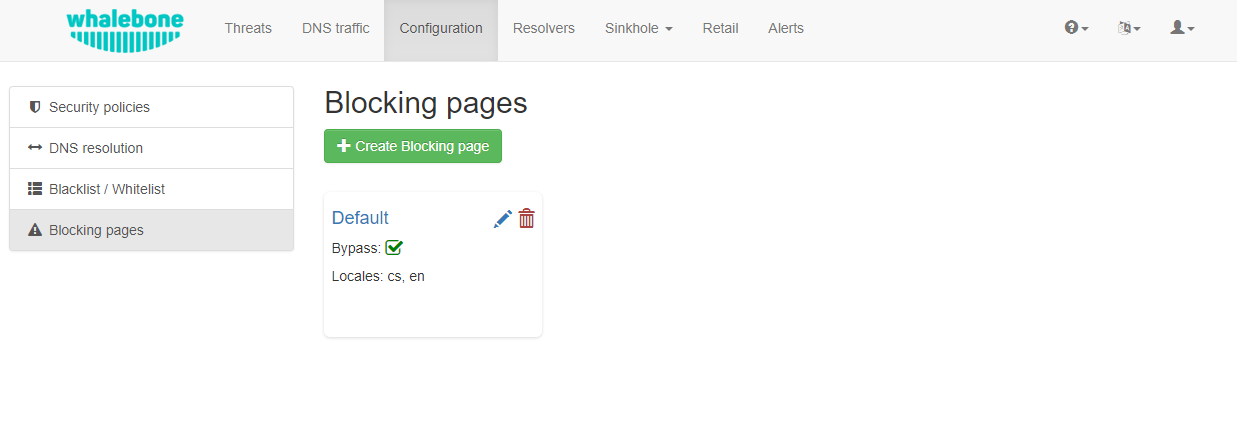 whalebone
Threats
DNS traffic
Configuration
Resolvers
Sinkhole
Retail
Alerts
Security policies
DNS resolution
Blacklist / Whitelist
Blocking pages
Blocking pages
Create Blocking page
Default
Bypass:
Locales: cs, en